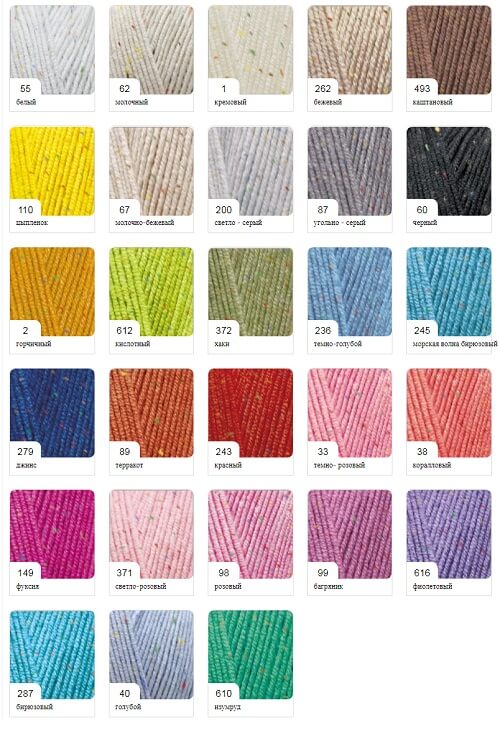 55
белый
62
молочный
1
кремовый
262
бежевый
493
каштановый
110
цыпленок
67
молочно-бежевый
200
светло - серый
87
угольно - серый
60
черный
2
горчичный
612
кислотный
372
хаки
236
темно-голубой
245
морская волна бирюзовый
279
джинс
89
терракот
243
красный
33
темно- розовый
38
коралловый
149
фуксия
371
светло-розовый
98
розовый
99
багряник
616
фиолетовый
287
бирюзовый
40
голубой
610
изумруд